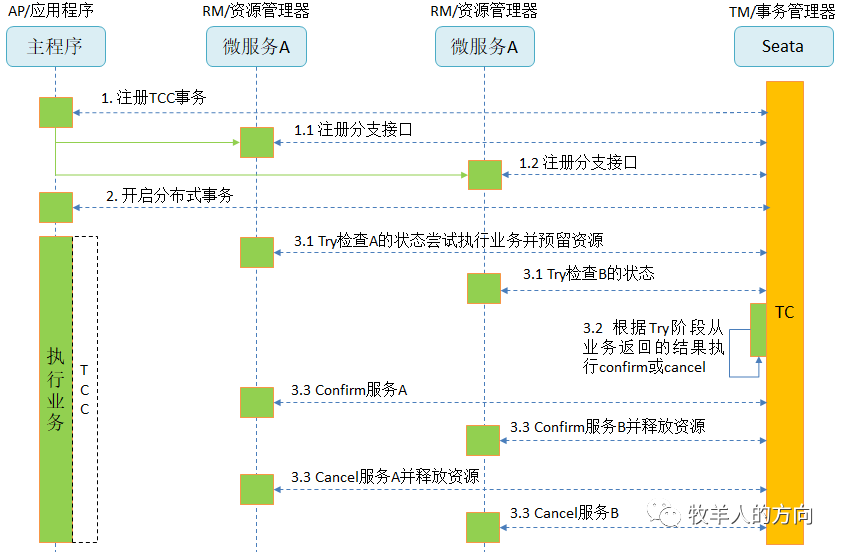 AP/应用程序
RM/资源管理器
RM/资源管理器
TM/事务管理器
主程序
微服务A
微服务A
Seata
1. 注册TCC事务
1.1 注册分支接口
1.2 注册分支接口
2. 开启分布式事务
3.1 Try检查A的状态尝试执行业务并预留资源
3.1 Try检查B的状态
TC
3.2 根据Try阶段从
业务返回的结果执
行confirm或cancel
执行业务
TCC
3.3 Confirm服务A
3.3 Confirm服务B并释放资源
3.3 Cancel服务A并释放资源
3.3 Cancel服务B
牧羊人的方向